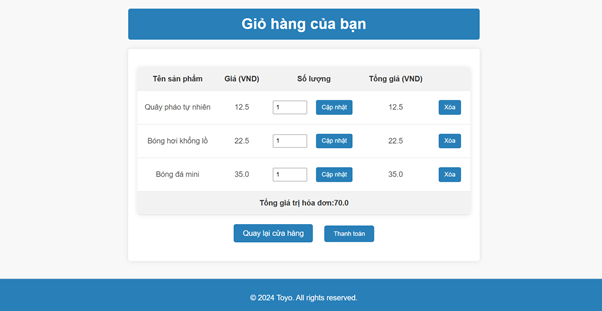 Giỏ hàng của bạn
Tên sản phẩm Giá (VND) Số lượng Tổng giá (VND)
Quây pháo tự nhiên 12.5 1 Cập nhật 12.5 Xóa
Bóng hơi khổng lồ 22.5 1 Cập nhật 22.5 Xóa
Bóng đá mini 35.0 1 Cập nhật 35.0 Xóa
Tổng giá trị hóa đơn:70.0
Quay lại cửa hàng Thanh toán
© 2024 Toyo. All rights reserved.